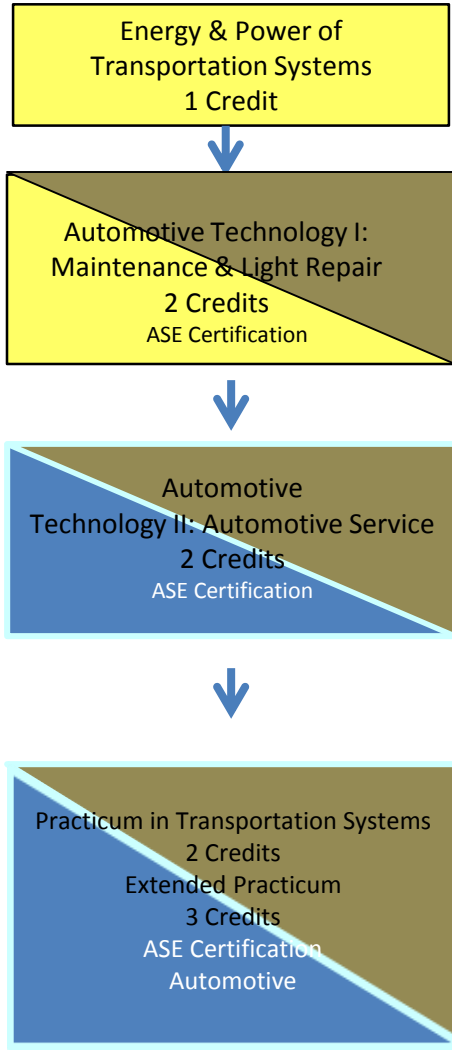 Energy & Power of
Transportation Systems
1 Credit
Automotive Technology I:
Maintenance & Light Repair
2 Credits
ASE Certification
Automotive
Technology II: Automotive Service
2 Credits
ASE Certification
Practicum in Transportation Systems
2 Credits
Extended Practicum
3 Credits
ASE Certification
Automotive